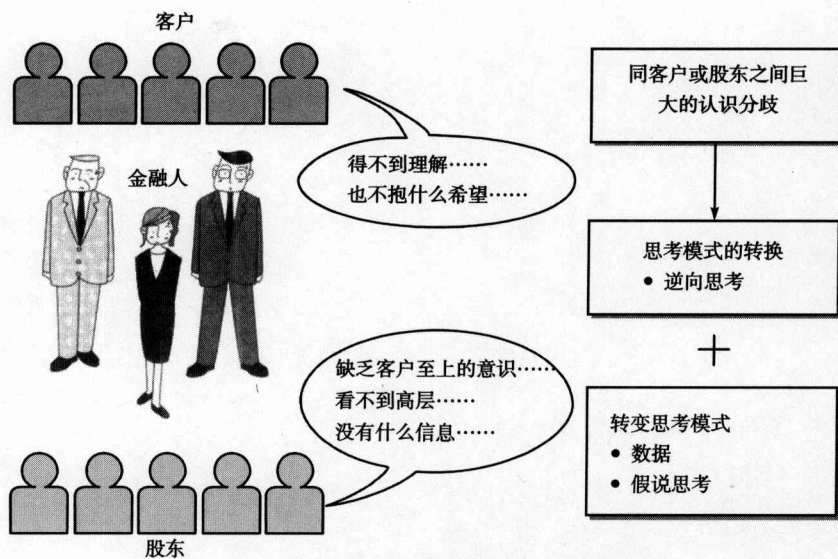 客户
金融人
得不到理解……
也不抱什么希望……
缺乏客户至上的意识……
看不到高层……
没有什么信息……
股东
同客户或股东之间巨
大的认识分歧
思考模式的转换
• 逆向思考
+
转变思考模式
• 数据
• 假说思考